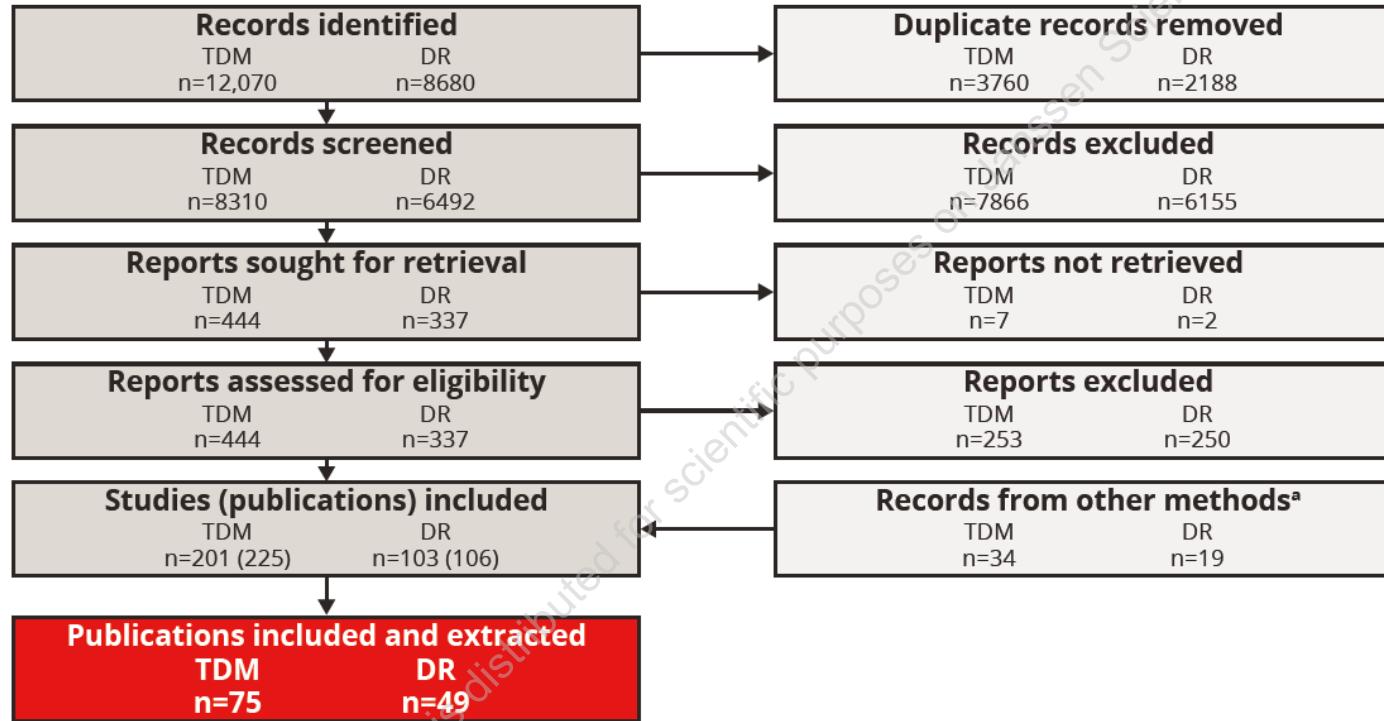 Records identified
TDM DR
n=12,070 n=8680
Duplicate records removed
TDM DR
n=3760 n=2188
Records screened
TDM DR
n=8310 n=6492
Records excluded
TDM DR
n=7866 n=6155
Reports sought for retrieval
TDM DR
n=444 n=337
Reports not retrieved
TDM DR
n=7 n=2
Reports assessed for eligibility
TDM DR
n=444 n=337
Reports excluded
TDM DR
n=253 n=250
Studies (publications) included
TDM DR
n=201 (225) n=103 (106)
Records from other methodsᵃ
TDM DR
n=34 n=19
Publications included and extracted
TDM DR
n=75 n=49
is distributed for scientific purposes on Janssen